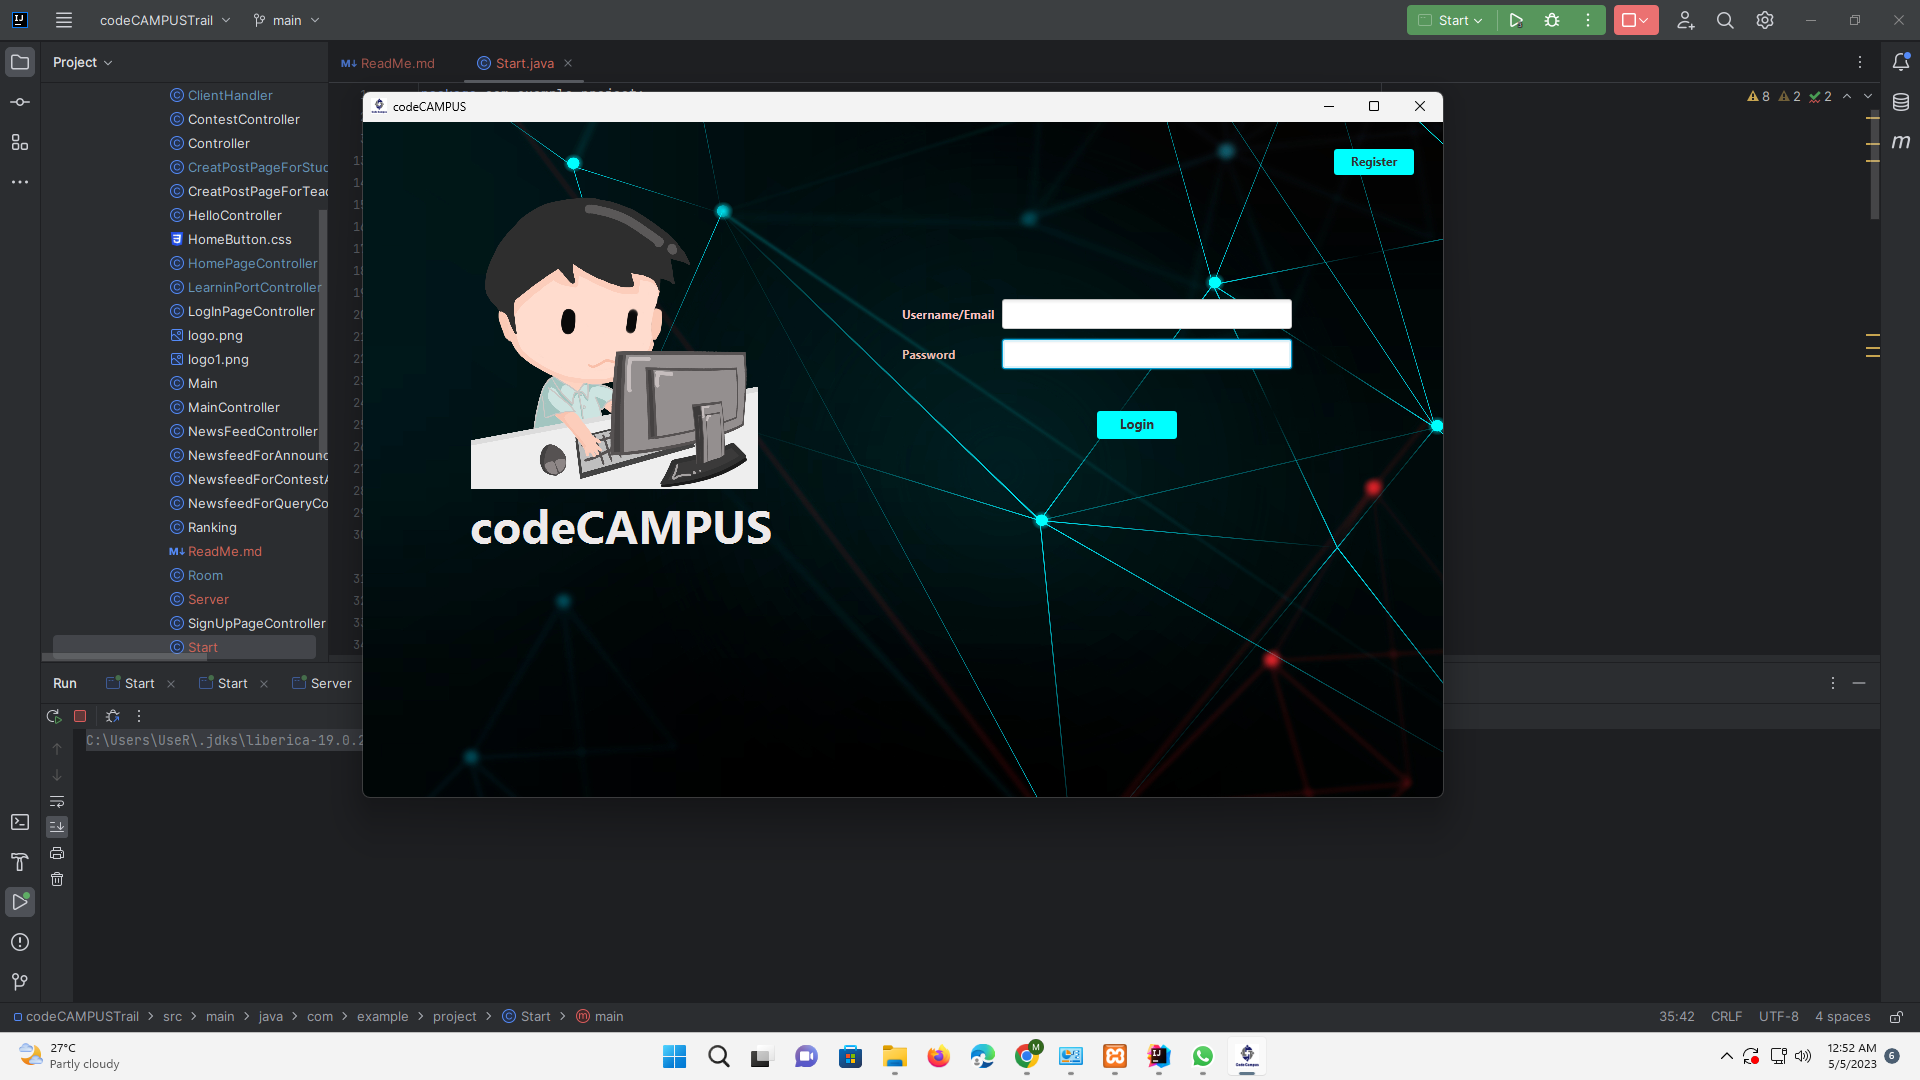 codeCAMPUSTrail
main
Start
Project
ReadMe.md
Start.java
ClientHandler
ContestController
Controller
CreatPostPageForStud
CreatPostPageForTeac
HelloController
HomeButton.css
HomePageController
LearninPortController
LogInPageController
logo.png
logo1.png
Main
MainController
NewsFeedController
NewsfeedForAnnounc
NewsfeedForContestA
NewsfeedForQueryCo
Ranking
ReadMe.md
Room
Server
SignUpPageController
Start
8 2 2
codeCAMPUS
Register
Username/Email
Password
Login
codeCAMPUS
Run
Start
Start
Server
C:\Users\UseR\.jdks\liberica-19.0.2
codeCAMPUSTrail > src > main > java > com > example > project > Start > main
35:42 CRLF UTF-8 4 spaces
27°C
Partly cloudy
12:52 AM
5/5/2023
6